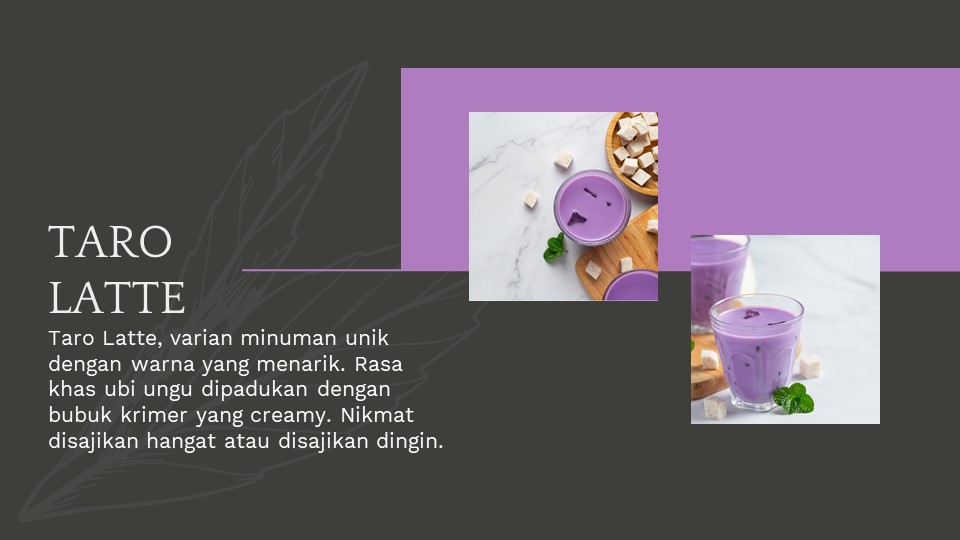 TARO
LATTE
Taro Latte, varian minuman unik
dengan warna yang menarik. Rasa
khas ubi ungu dipadukan dengan
bubuk krimer yang creamy. Nikmat
disajikan hangat atau disajikan dingin.